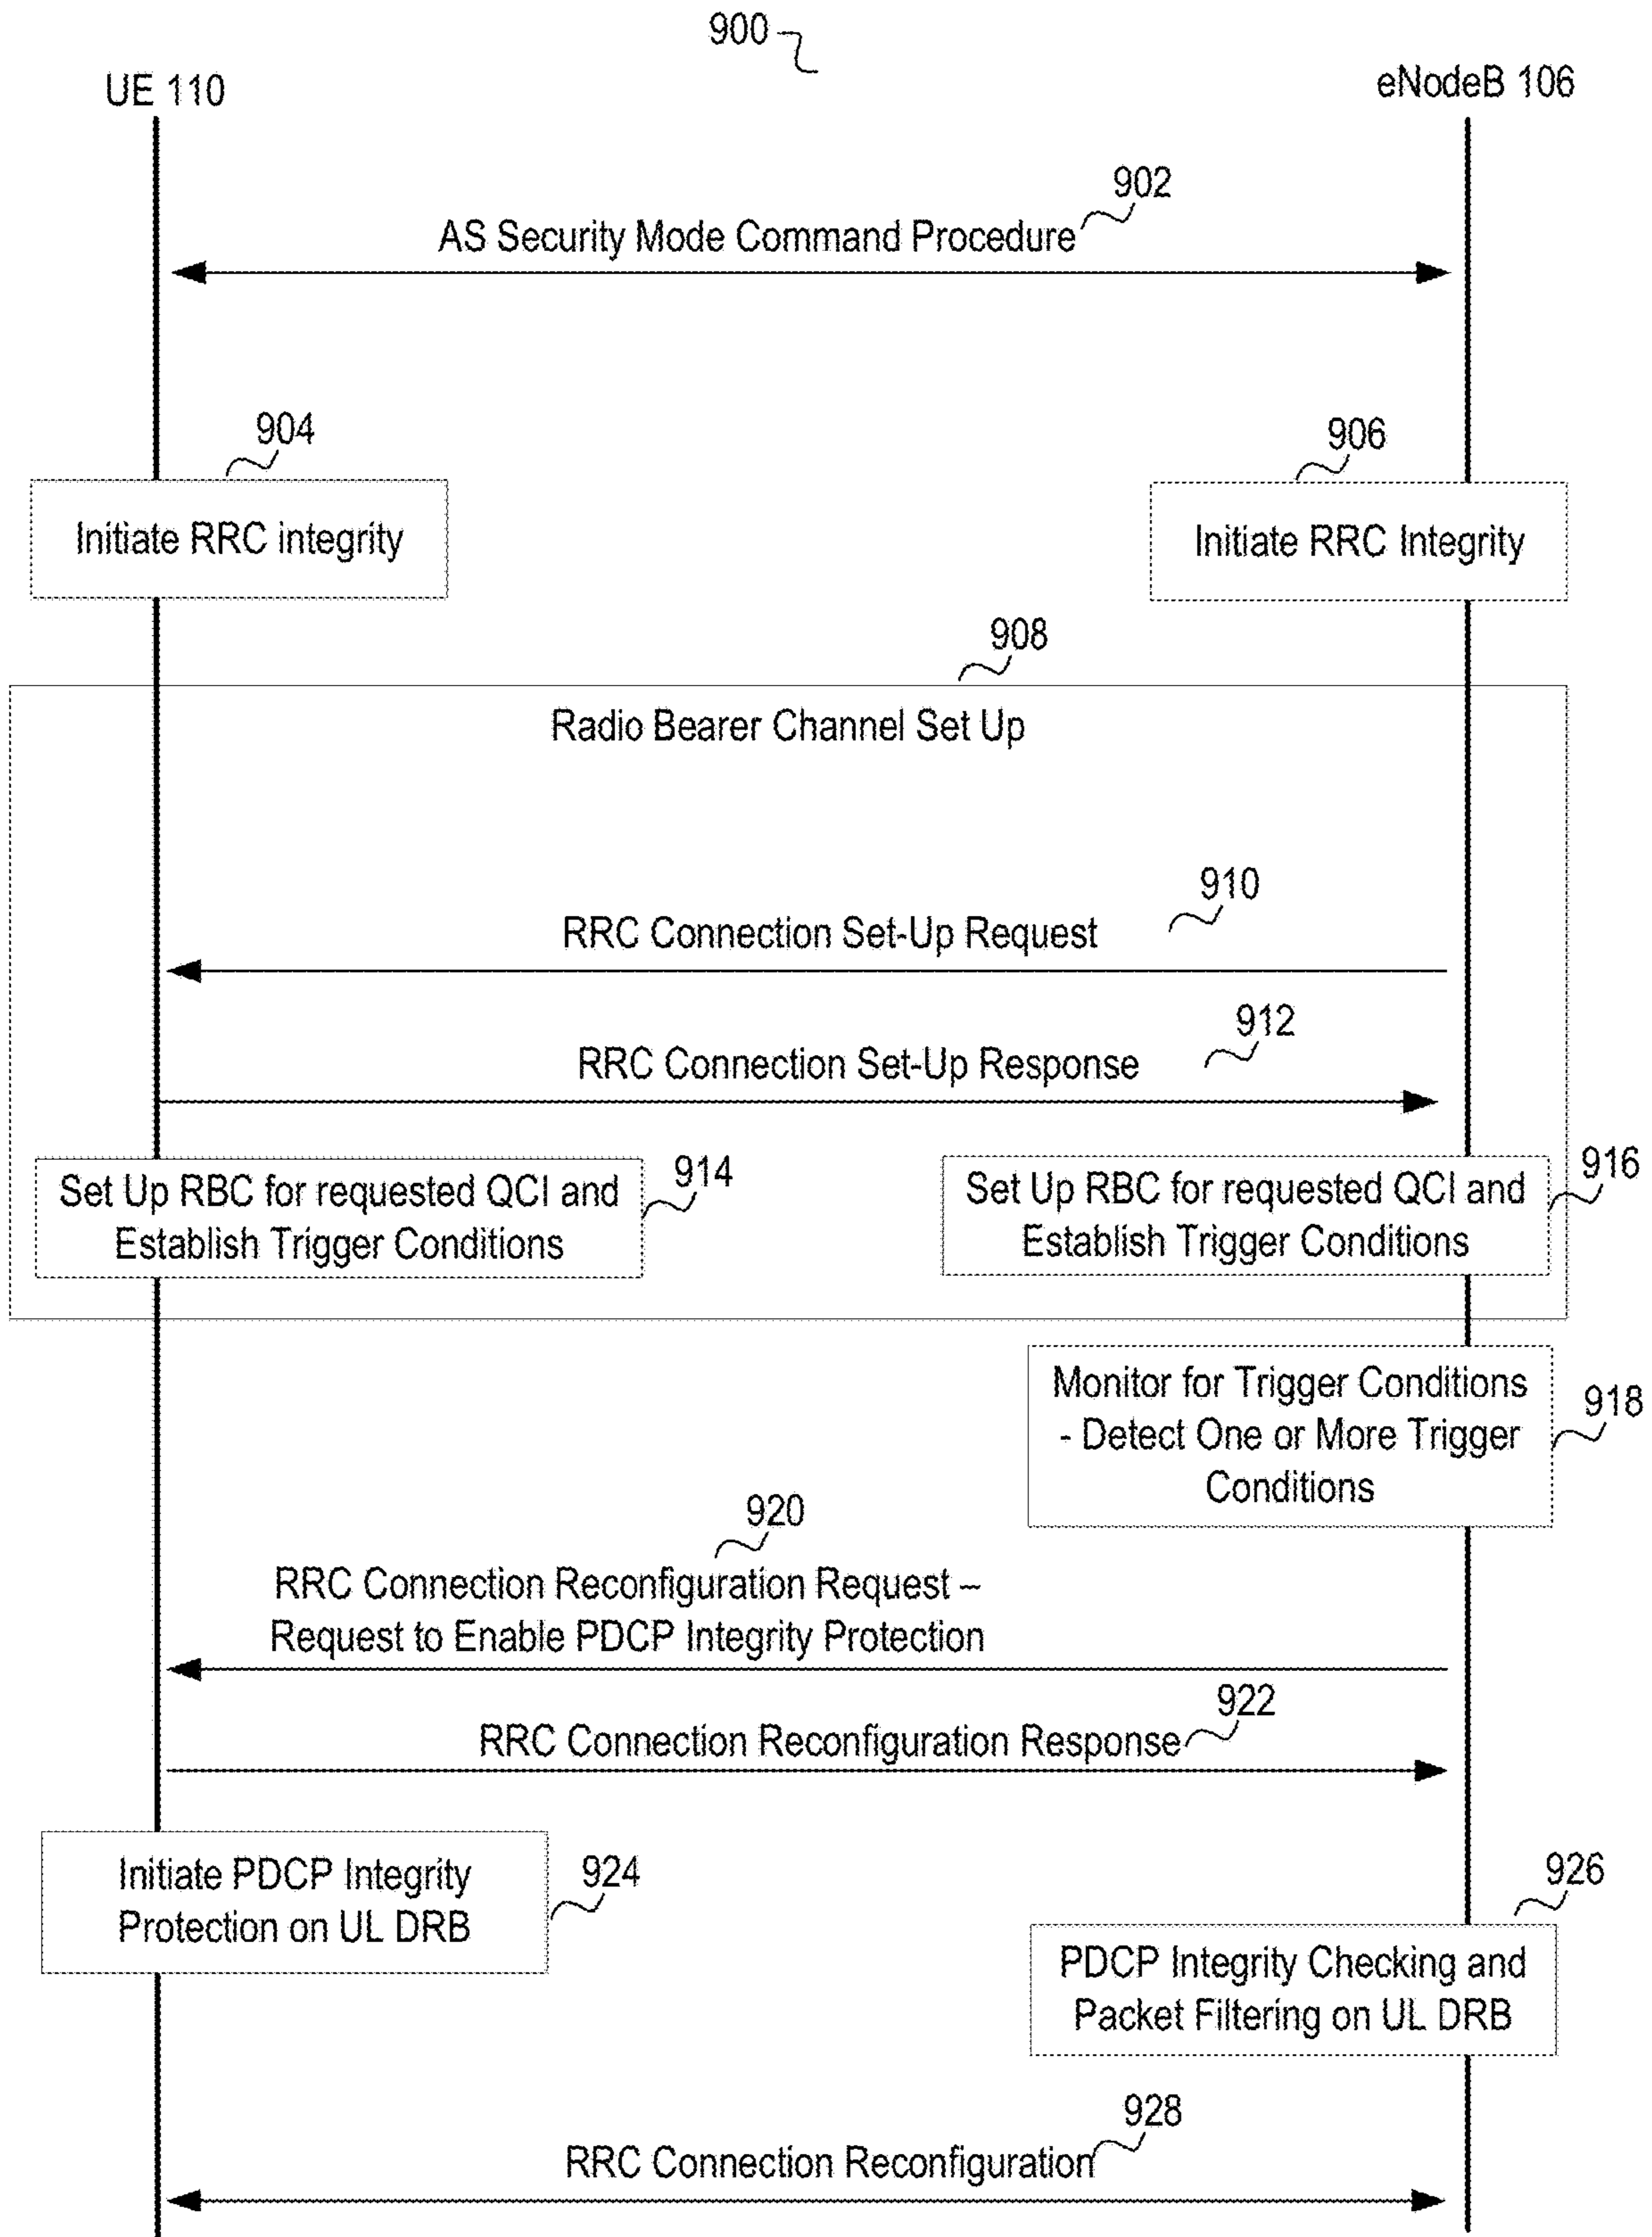 900
UE 110
eNodeB 106
902
AS Security Mode Command Procedure
904
906
Initiate RRC integrity
Initiate RRC Integrity
908
Radio Bearer Channel Set Up
910
RRC Connection Set-Up Request
912
RRC Connection Set-Up Response
Set Up RBC for requested QCI and
Establish Trigger Conditions
914
Set Up RBC for requested QCI and
Establish Trigger Conditions
916
Monitor for Trigger Conditions
- Detect One or More Trigger
Conditions
918
920
RRC Connection Reconfiguration Request –
Request to Enable PDCP Integrity Protection
922
RRC Connection Reconfiguration Response
Initiate PDCP Integrity
Protection on UL DRB
924
926
PDCP Integrity Checking and
Packet Filtering on UL DRB
928
RRC Connection Reconfiguration